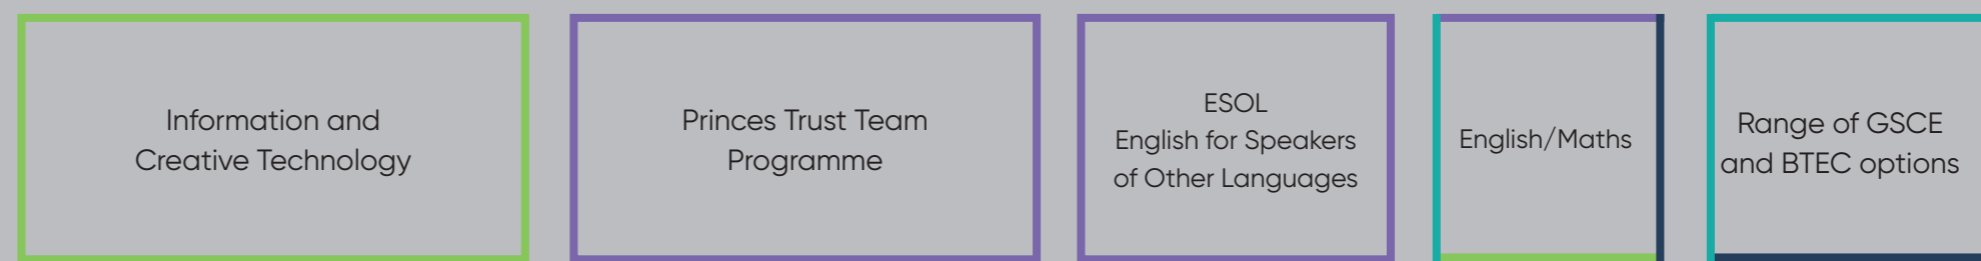 Information and
Creative Technology
Princes Trust Team
Programme
ESOL
English for Speakers
of Other Languages
English/Maths
Range of GSCE
and BTEC options